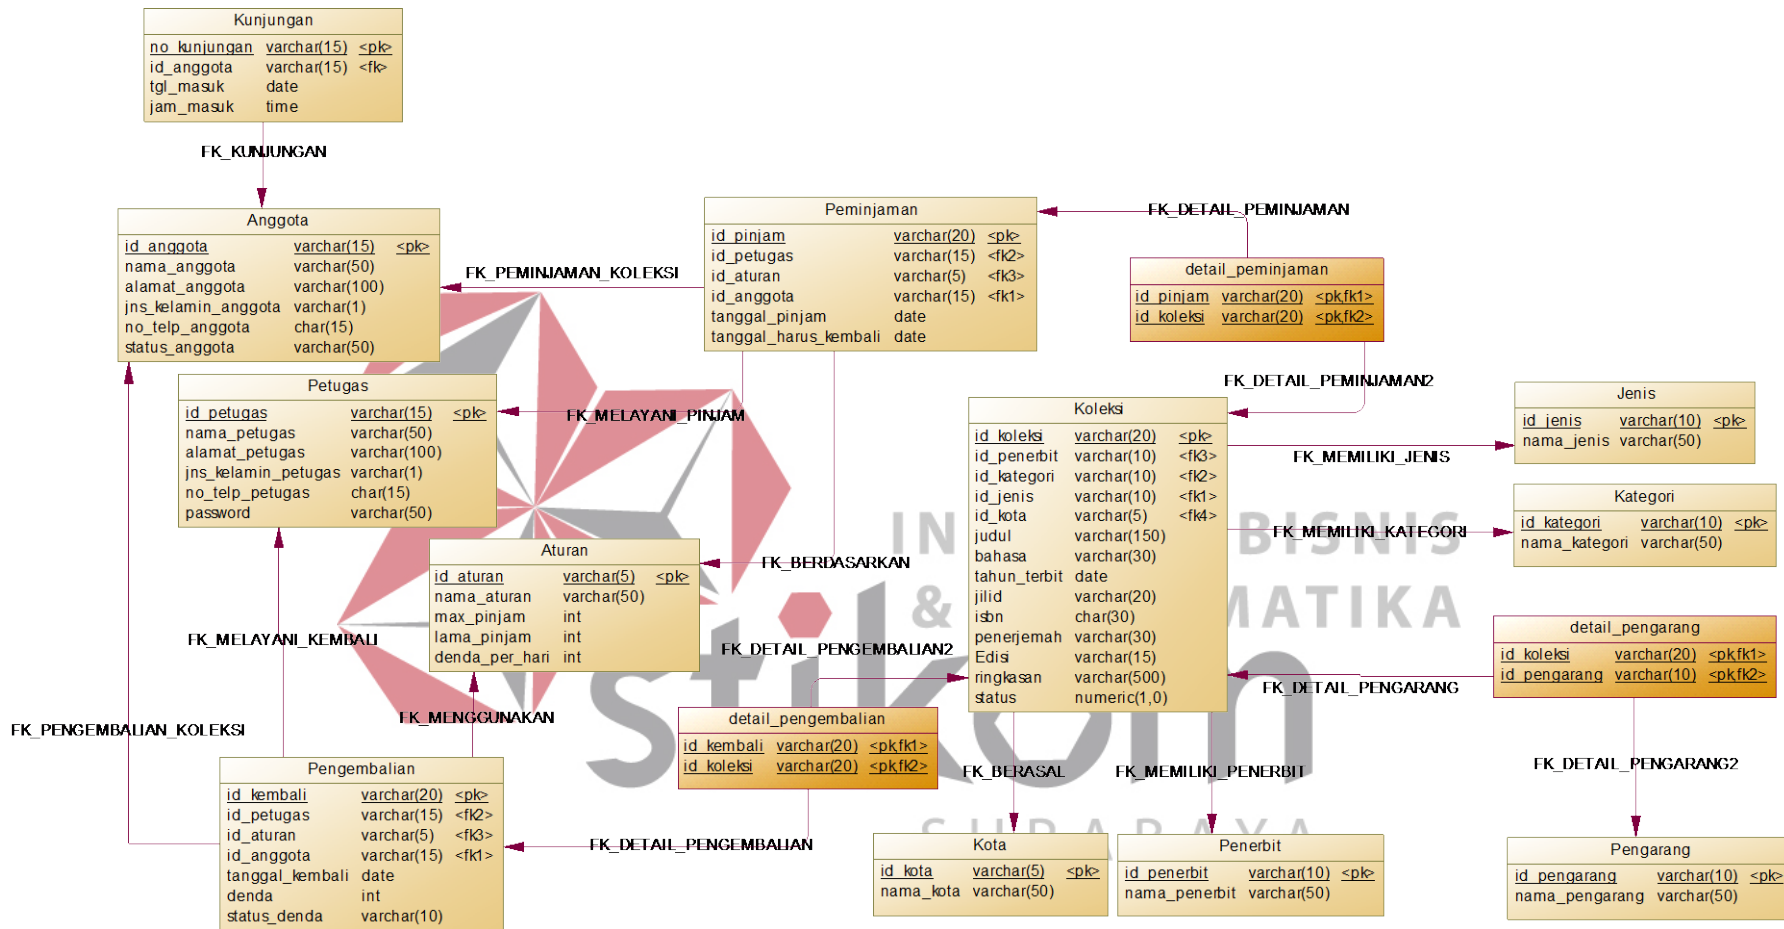 Kunjungan
no_kunjungan varchar(15) <pk>
id_anggota varchar(15) <fk>
tgl_masuk date
jam_masuk time
FK_KUNJUNGAN
Anggota
id_anggota varchar(15) <pk>
nama_anggota varchar(50)
alamat_anggota varchar(100)
jns_kelamin_anggota varchar(1)
no_telp_anggota char(15)
status_anggota varchar(50)
FK_PEMINJAMAN_KOLEKSI
Peminjaman
id_pinjam varchar(20) <pk>
id_petugas varchar(15) <fk2>
id_aturan varchar(5) <fk3>
id_anggota varchar(15) <fk1>
tanggal_pinjam date
tanggal_harus_kembali date
FK_DETAIL_PEMINJAMAN
detail_peminjaman
id_pinjam varchar(20) <pk,fk1>
id_koleksi varchar(20) <pk,fk2>
FK_DETAIL_PEMINJAMAN2
Petugas
id_petugas varchar(15) <pk>
nama_petugas varchar(50)
alamat_petugas varchar(100)
jns_kelamin_petugas varchar(1)
no_telp_petugas char(15)
password varchar(50)
FK_MELAYANI_PINJAM
Koleksi
id_koleksi varchar(20) <pk>
id_penerbit varchar(10) <fk3>
id_kategori varchar(10) <fk2>
id_jenis varchar(10) <fk1>
id_kota varchar(5) <fk4>
judul varchar(150)
bahasa varchar(30)
tahun_terbit date
jilid varchar(20)
isbn char(30)
penerjemah varchar(30)
Edisi varchar(15)
ringkasan varchar(500)
status numeric(1,0)
Jenis
id_jenis varchar(10) <pk>
nama_jenis varchar(50)
FK_MEMILIKI_JENIS
Kategori
id_kategori varchar(10) <pk>
nama_kategori varchar(50)
FK_MEMILIKI_KATEGORI
IN BISNIS
& MATIKA
stikom
SURABAYA
Aturan
id_aturan varchar(5) <pk>
nama_aturan varchar(50)
max_pinjam int
lama_pinjam int
denda_per_hari int
FK_BERDASARKAN
FK_MELAYANI_KEMBALI
FK_DETAIL_PENGEMBALIAN2
detail_pengarang
id_koleksi varchar(20) <pk,fk1>
id_pengarang varchar(10) <pk,fk2>
FK_DETAIL_PENGARANG
FK_MENGGUNAKAN
FK_PENGEMBALIAN_KOLEKSI
detail_pengembalian
id_kembali varchar(20) <pk,fk1>
id_koleksi varchar(20) <pk,fk2>
FK_BERASAL
FK_MEMILIKI_PENERBIT
FK_DETAIL_PENGARANG2
Pengembalian
id_kembali varchar(20) <pk>
id_petugas varchar(15) <fk2>
id_aturan varchar(5) <fk3>
id_anggota varchar(15) <fk1>
tanggal_kembali date
denda int
status_denda varchar(10)
FK_DETAIL_PENGEMBALIAN
Kota
id_kota varchar(5) <pk>
nama_kota varchar(50)
Penerbit
id_penerbit varchar(10) <pk>
nama_penerbit varchar(50)
Pengarang
id_pengarang varchar(10) <pk>
nama_pengarang varchar(50)